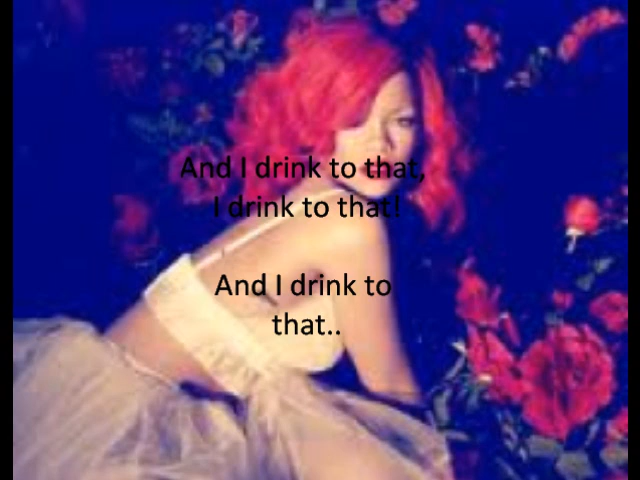 And I drink to that,
I drink to that!
And I drink to
that..